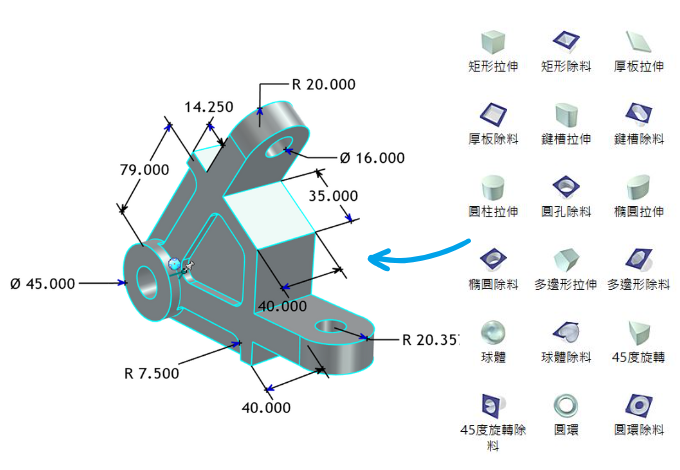 R 20.000
14.250
Ø 16.000
79.000
35.000
Ø 45.000
40.000
R 20.357
R 7.500
40.000
矩形拉伸 矩形除料 厚板拉伸
厚板除料 鍵槽拉伸 鍵槽除料
圓柱拉伸 圓孔除料 橢圓拉伸
橢圓除料 多邊形拉伸 多邊形除料
球體 球體除料 45度旋轉
45度旋轉除料 圓環 圓環除料